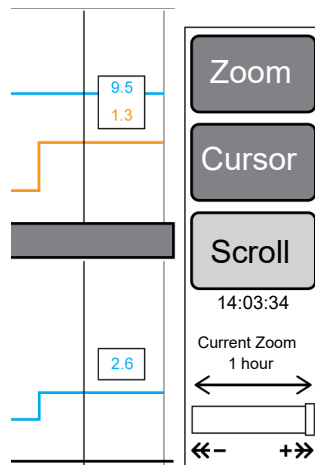 9.5
1.3
2.6
Zoom
Cursor
Scroll
14:03:34
Current Zoom
1 hour
− +